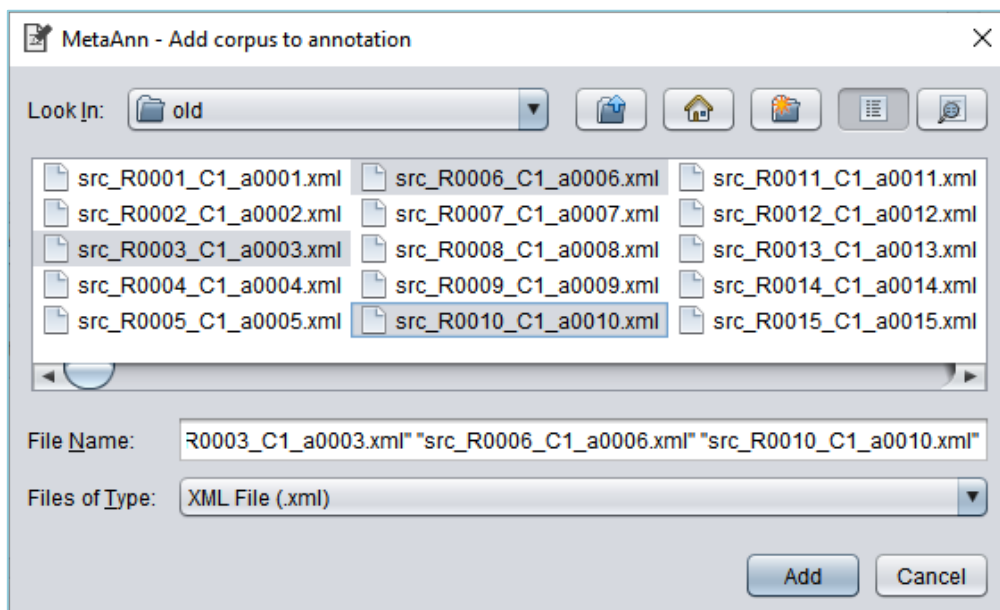 MetaAnn - Add corpus to annotation
Look In: old
src_R0001_C1_a0001.xml src_R0006_C1_a0006.xml src_R0011_C1_a0011.xml
src_R0002_C1_a0002.xml src_R0007_C1_a0007.xml src_R0012_C1_a0012.xml
src_R0003_C1_a0003.xml src_R0008_C1_a0008.xml src_R0013_C1_a0013.xml
src_R0004_C1_a0004.xml src_R0009_C1_a0009.xml src_R0014_C1_a0014.xml
src_R0005_C1_a0005.xml src_R0010_C1_a0010.xml src_R0015_C1_a0015.xml
File Name: R0003_C1_a0003.xml" "src_R0006_C1_a0006.xml" "src_R0010_C1_a0010.xml"
Files of Type: XML File (.xml)
Add Cancel